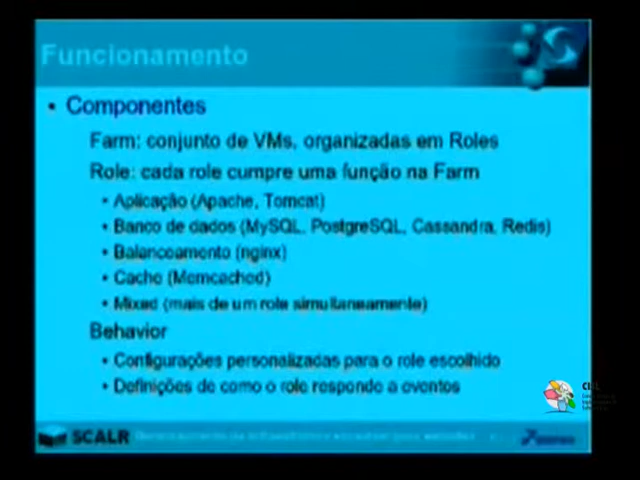 Funcionamento
• Componentes
Farm: conjunto de VMs, organizadas em Roles
Role: cada role cumpre uma função na Farm
• Aplicação (Apache, Tomcat)
• Banco de dados (MySQL, PostgreSQL, Cassandra, Redis)
• Balanceamento (nginx)
• Cache (Memcached)
• Mixed (mais de um role simultaneamente)
Behavior
• Configurações personalizadas para o role escolhido
• Definições de como o role responde a eventos
SCALR